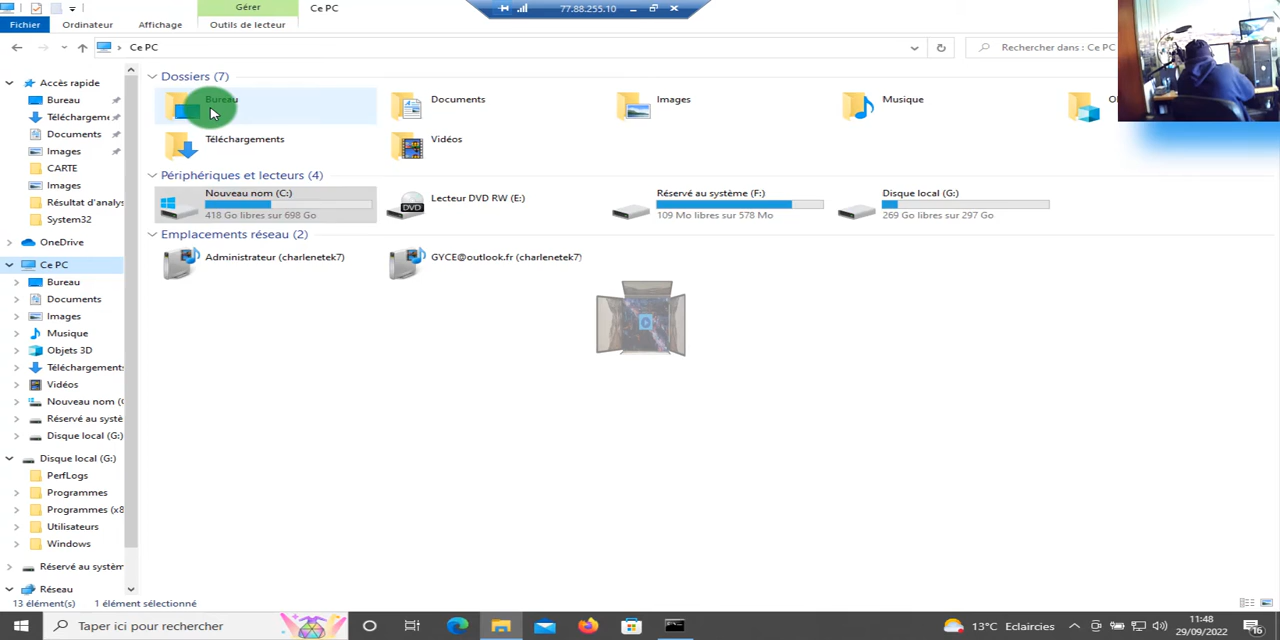 Gérer
Ce PC
77.88.255.10
Fichier
Ordinateur
Affichage
Outils de lecteur
Ce PC
Rechercher dans : Ce PC
Accès rapide
Bureau
Téléchargeme
Documents
Images
CARTE
Images
Résultat d'analys
System32
OneDrive
Ce PC
Bureau
Documents
Images
Musique
Objets 3D
Téléchargements
Vidéos
Nouveau nom (C
Réservé au systè
Disque local (G:)
Disque local (G:)
PerfLogs
Programmes
Programmes (x8
Utilisateurs
Windows
Réservé au systèm
Réseau
Dossiers (7)
Bureau
Documents
Images
Musique
Téléchargements
Vidéos
Périphériques et lecteurs (4)
Nouveau nom (C:)
418 Go libres sur 698 Go
Lecteur DVD RW (E:)
Réservé au système (F:)
109 Mo libres sur 578 Mo
Disque local (G:)
269 Go libres sur 297 Go
Emplacements réseau (2)
Administrateur (charlenetek7)
GYCE@outlook.fr (charlenetek7)
13 élément(s)
1 élément sélectionné
Taper ici pour rechercher
13°C Eclaircies
11:48
29/09/2022
16